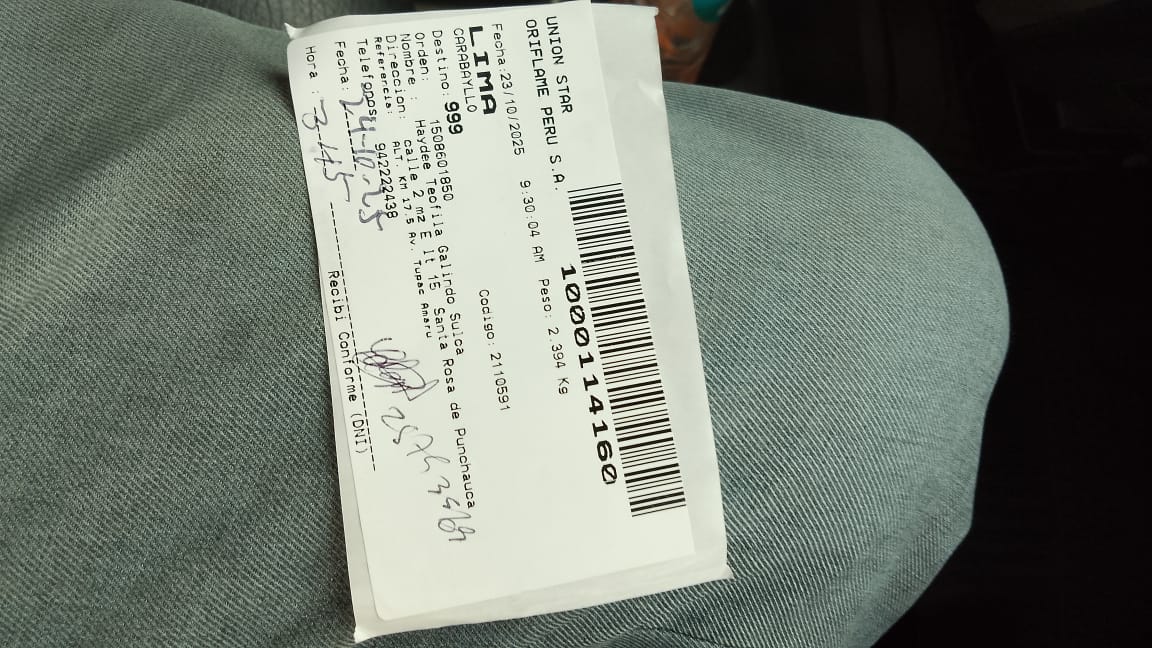 UNION STAR
ORIFLAME PERU S.A.
1000114160
Fecha:23/10/2025 9:30:04 AM Peso: 2.394 Kg
LIMA
CARABAYLLO
Codigo: 2110591
Destino: 999
Orden: 1508601850
Nombre : Haydee Teofila Galindo Sulca
Direccion: calle 2 mz E lt 15 Santa Rosa de Punchauca
Referencia: ALT. KM 17.5 Av. Tupac Amaru
Telefonos: 942222438
Fecha: 24-10-25
Hora : 3:45
Recibi Conforme (DNI)